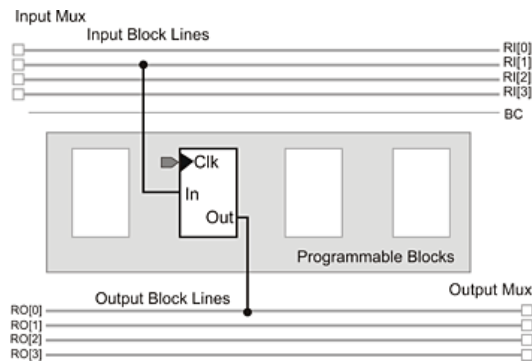 Input Mux
Input Block Lines
RI[0]
RI[1]
RI[2]
RI[3]
BC
Clk
In
Out
Programmable Blocks
Output Block Lines
Output Mux
RO[0]
RO[1]
RO[2]
RO[3]